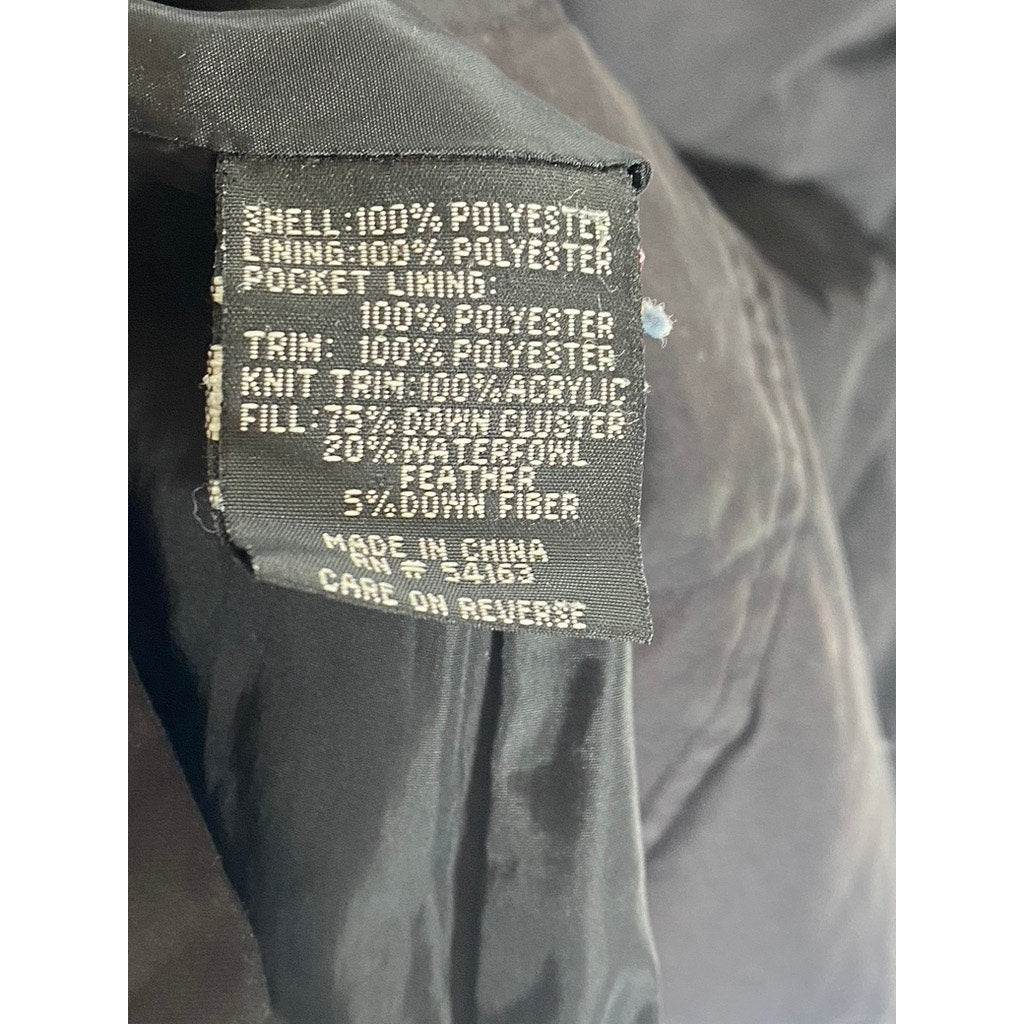 SHELL:100% POLYESTER
LINING:100% POLYESTER
POCKET LINING:
100% POLYESTER
TRIM: 100% POLYESTER
KNIT TRIM:100% ACRYLIC
FILL:75% DOWN CLUSTER
20% WATERFOWL
FEATHER
5% DOWN FIBER
MADE IN CHINA
RN # 54163
CARE ON REVERSE